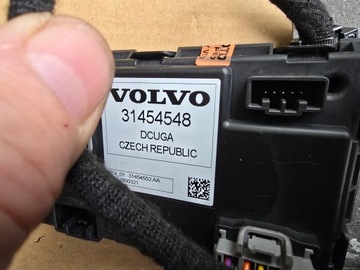 VOLVO
31454548
DCUGA
CZECH REPUBLIC
31454552 AA